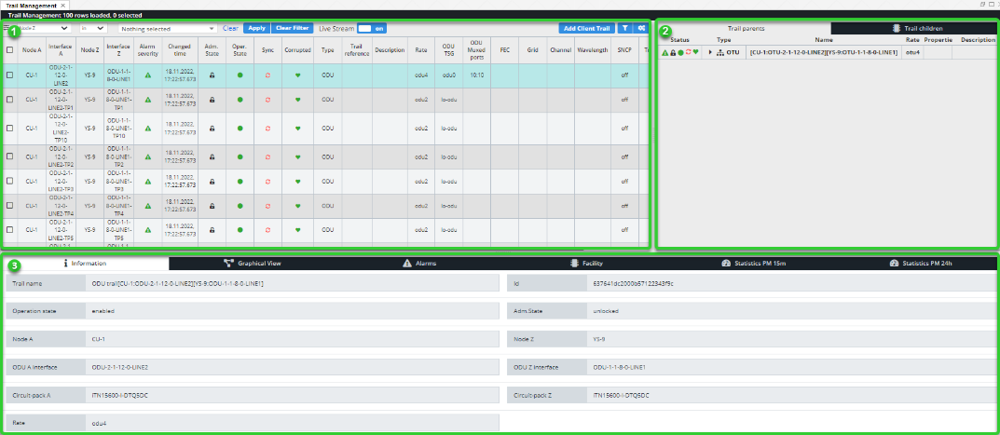 Trail Management ×
Trail Management 100 rows loaded, 0 selected
1
Node Z
in
Nothing selected
Clear
Apply
Clear Filter
Live Stream
on
Add Client Trail
Node A Interface A Node Z Interface Z Alarm severity Changed time Adm. State Oper. State Sync Corrupted Type Trail reference Description Rate ODU TSG ODU Muxed ports FEC Grid Channel Wavelength SNCP
CU-1 ODU-2-1-12-0-LINE2 YS-9 ODU-1-1-8-0-LINE1 18.11.2022, 17:22:57.673 ODU odu4 odu0 10:10 off
CU-1 ODU-2-1-12-0-LINE2-TP1 YS-9 ODU-1-1-8-0-LINE1-TP1 18.11.2022, 17:22:57.673 ODU odu2 lo-odu off
CU-1 ODU-2-1-12-0-LINE2-TP10 YS-9 ODU-1-1-8-0-LINE1-TP10 18.11.2022, 17:22:57.673 ODU odu2 lo-odu off
CU-1 ODU-2-1-12-0-LINE2-TP2 YS-9 ODU-1-1-8-0-LINE1-TP2 18.11.2022, 17:22:57.673 ODU odu2 lo-odu off
CU-1 ODU-2-1-12-0-LINE2-TP3 YS-9 ODU-1-1-8-0-LINE1-TP3 18.11.2022, 17:22:57.673 ODU odu2 lo-odu off
CU-1 ODU-2-1-12-0-LINE2-TP4 YS-9 ODU-1-1-8-0-LINE1-TP4 18.11.2022, 17:22:57.673 ODU odu2 lo-odu off
CU-1 ODU-2-1-12-0-LINE2-TP5 YS-9 ODU-1-1-8-0-LINE1-TP5 18.11.2022, 17:22:57.673 ODU odu2 lo-odu off
2
Trail parents
Trail children
Status Type Name Rate Propertie Description
OTU [CU-1:OTU-2-1-12-0-LINE2][YS-9:OTU-1-1-8-0-LINE1] otu4
3
Information
Graphical View
Alarms
Facility
Statistics PM 15m
Statistics PM 24h
Trail name ODU trail[CU-1:ODU-2-1-12-0-LINE2][YS-9:ODU-1-1-8-0-LINE1]
Id 637641dc2000b57122343f9c
Operation state enabled
Adm.State unlocked
Node A CU-1
Node Z YS-9
ODU A interface ODU-2-1-12-0-LINE2
ODU Z interface ODU-1-1-8-0-LINE1
Circuit-pack A ITN15600-I-DTQ5DC
Circuit-pack Z ITN15600-I-DTQ5DC
Rate odu4